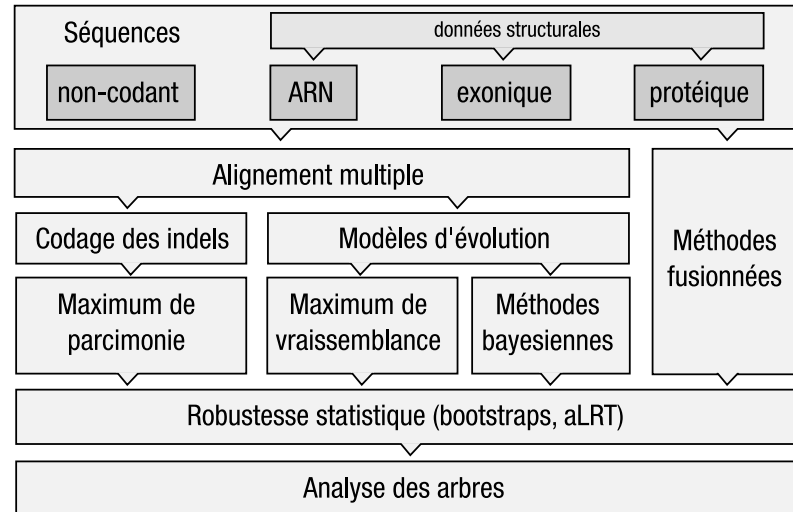 Séquences
données structurales
non-codant
ARN
exonique
protéique
Alignement multiple
Codage des indels
Modèles d'évolution
Méthodes
fusionnées
Maximum de
parcimonie
Maximum de
vraissemblance
Méthodes
bayesiennes
Robustesse statistique (bootstraps, aLRT)
Analyse des arbres